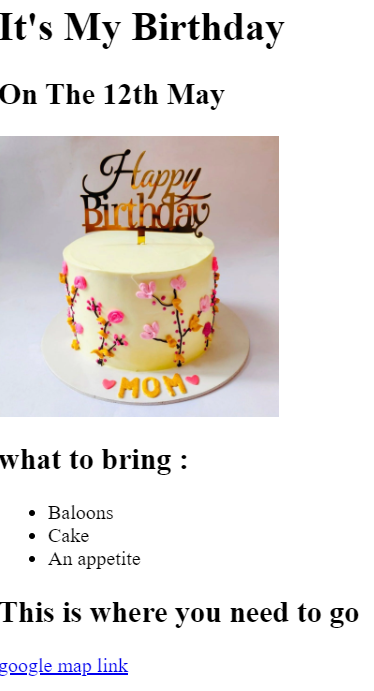 It's My Birthday
On The 12th May
Happy
Birthday
MOM
what to bring :
Baloons
Cake
An appetite
This is where you need to go
google map link